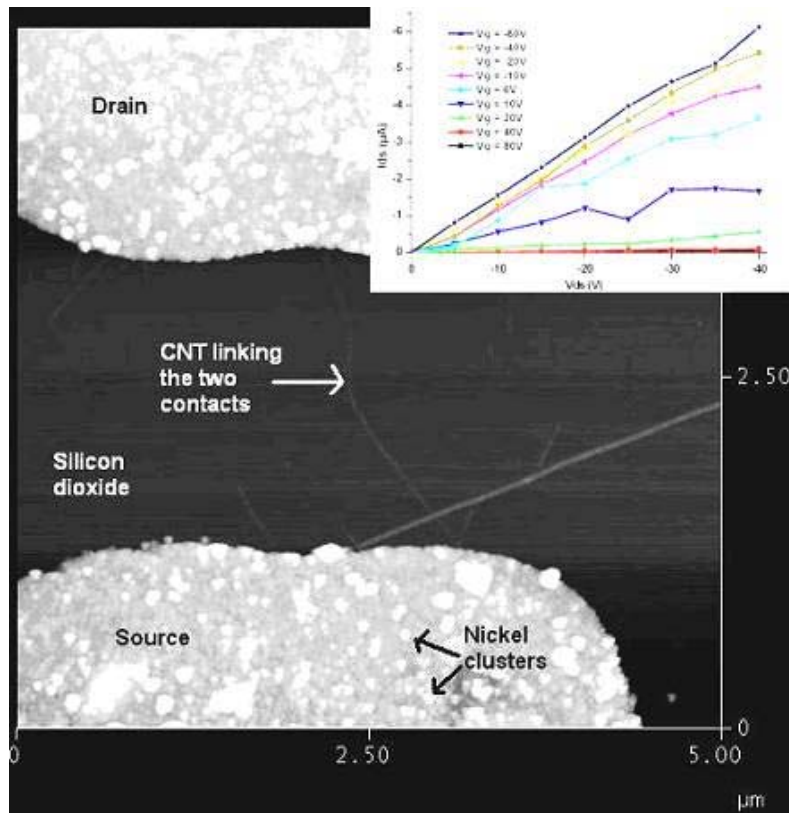 Drain
-6
-5
-4
-3
-2
-1
0
Ids (µA)
Vg = -60V
Vg = -40V
Vg = -20V
Vg = -10V
Vg = 0V
Vg = 10V
Vg = 20V
Vg = 40V
0
-10
-20
-30
-40
Vds (V)
CNT linking
the two
contacts
2.50
Silicon
dioxide
Source
Nickel
clusters
0
0
2.50
5.00
µm